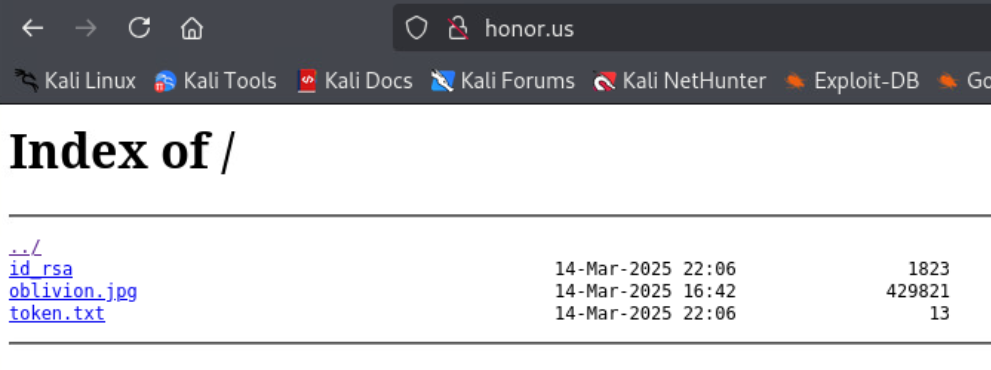 honor.us
Kali Linux Kali Tools Kali Docs Kali Forums Kali NetHunter Exploit-DB
Index of /
../
id_rsa 14-Mar-2025 22:06 1823
oblivion.jpg 14-Mar-2025 16:42 429821
token.txt 14-Mar-2025 22:06 13